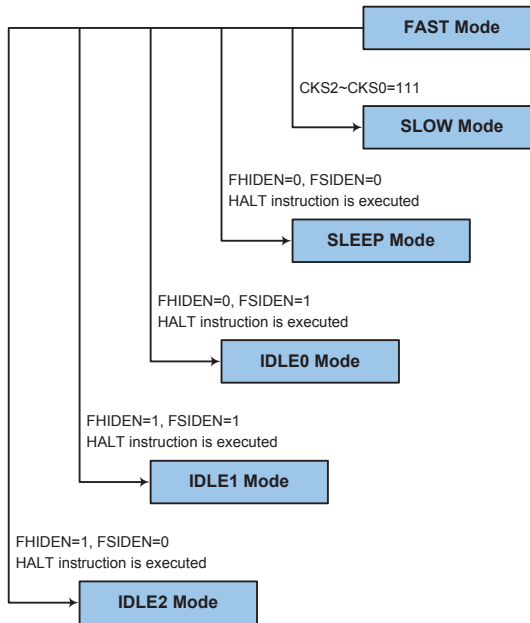 FAST Mode
CKS2~CKS0=111
SLOW Mode
FHIDEN=0, FSIDEN=0
HALT instruction is executed
SLEEP Mode
FHIDEN=0, FSIDEN=1
HALT instruction is executed
IDLE0 Mode
FHIDEN=1, FSIDEN=1
HALT instruction is executed
IDLE1 Mode
FHIDEN=1, FSIDEN=0
HALT instruction is executed
IDLE2 Mode